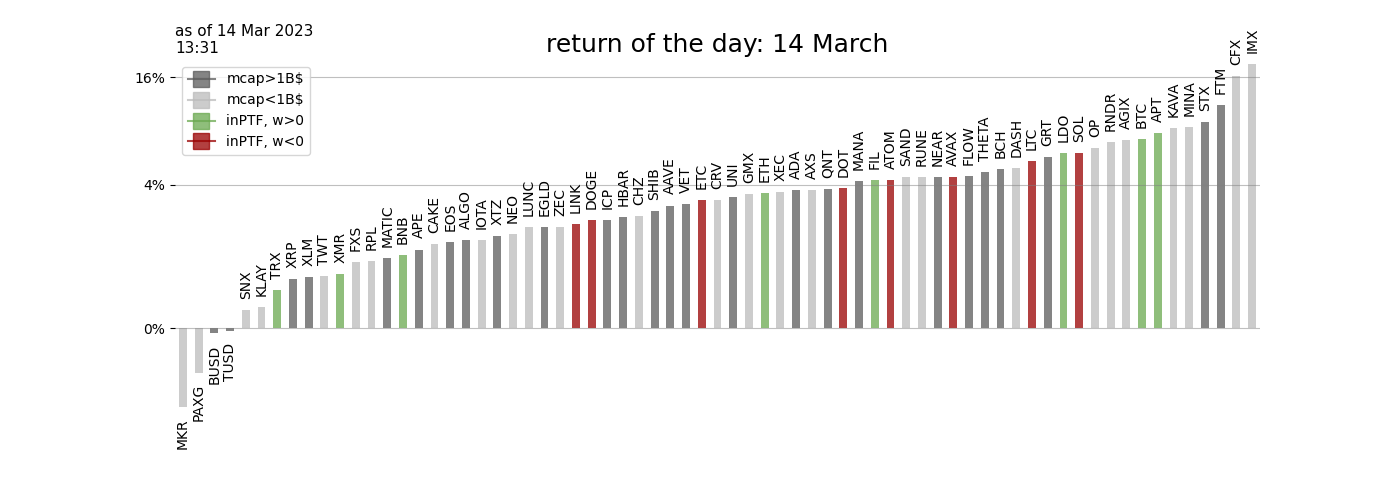 as of 14 Mar 2023
13:31
return of the day: 14 March
mcap>1B$
mcap<1B$
inPTF, w>0
inPTF, w<0
16%
4%
0%
MKR
PAXG
BUSD
TUSD
SNX
KLAY
TRX
XRP
XLM
TWT
XMR
FXS
RPL
MATIC
BNB
APE
CAKE
EOS
ALGO
IOTA
XTZ
NEO
LUNC
EGLD
ZEC
LINK
DOGE
ICP
HBAR
CHZ
SHIB
AAVE
VET
ETC
CRV
UNI
GMX
ETH
XEC
ADA
AXS
QNT
DOT
MANA
FIL
ATOM
SAND
RUNE
NEAR
AVAX
FLOW
THETA
BCH
DASH
LTC
GRT
LDO
SOL
OP
RNDR
AGIX
BTC
APT
KAVA
MINA
STX
FTM
CFX
IMX